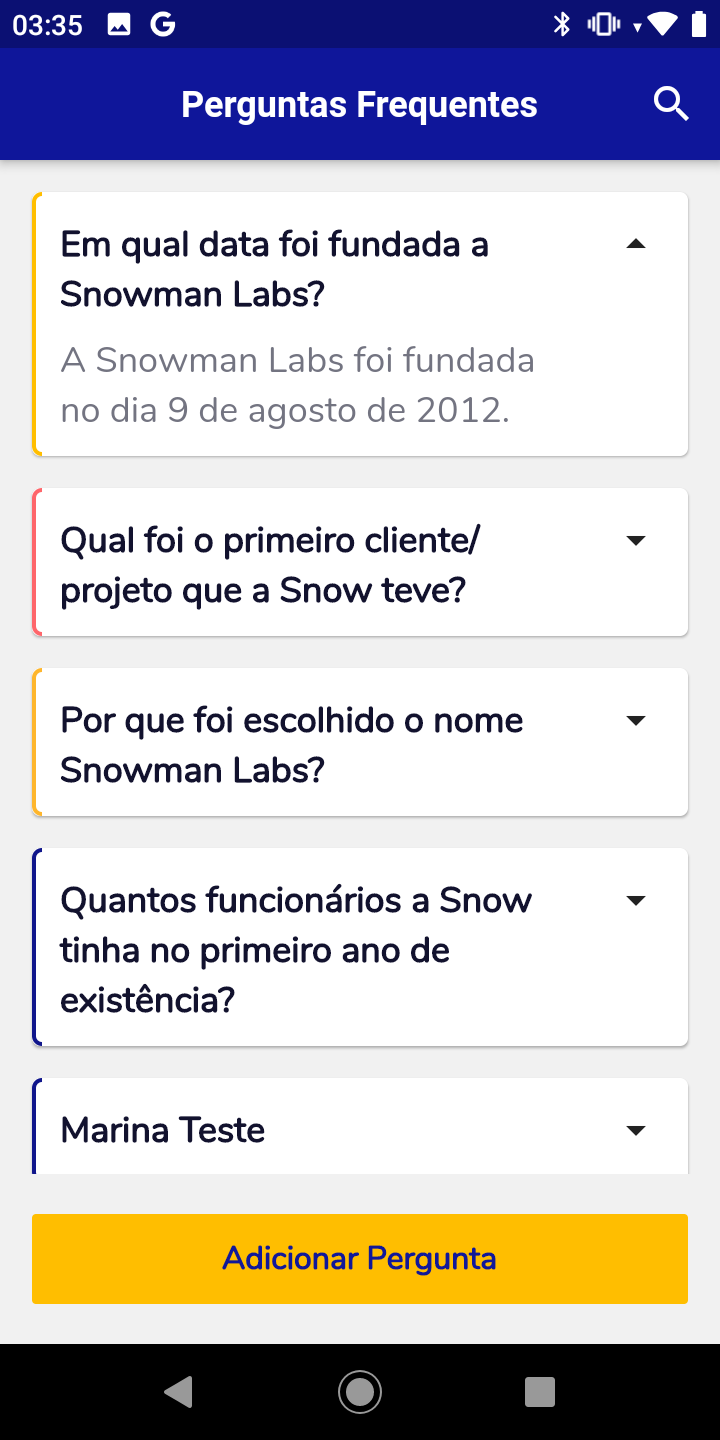 03:35
Perguntas Frequentes
Em qual data foi fundada a
Snowman Labs?
A Snowman Labs foi fundada
no dia 9 de agosto de 2012.
Qual foi o primeiro cliente/
projeto que a Snow teve?
Por que foi escolhido o nome
Snowman Labs?
Quantos funcionários a Snow
tinha no primeiro ano de
existência?
Marina Teste
Adicionar Pergunta